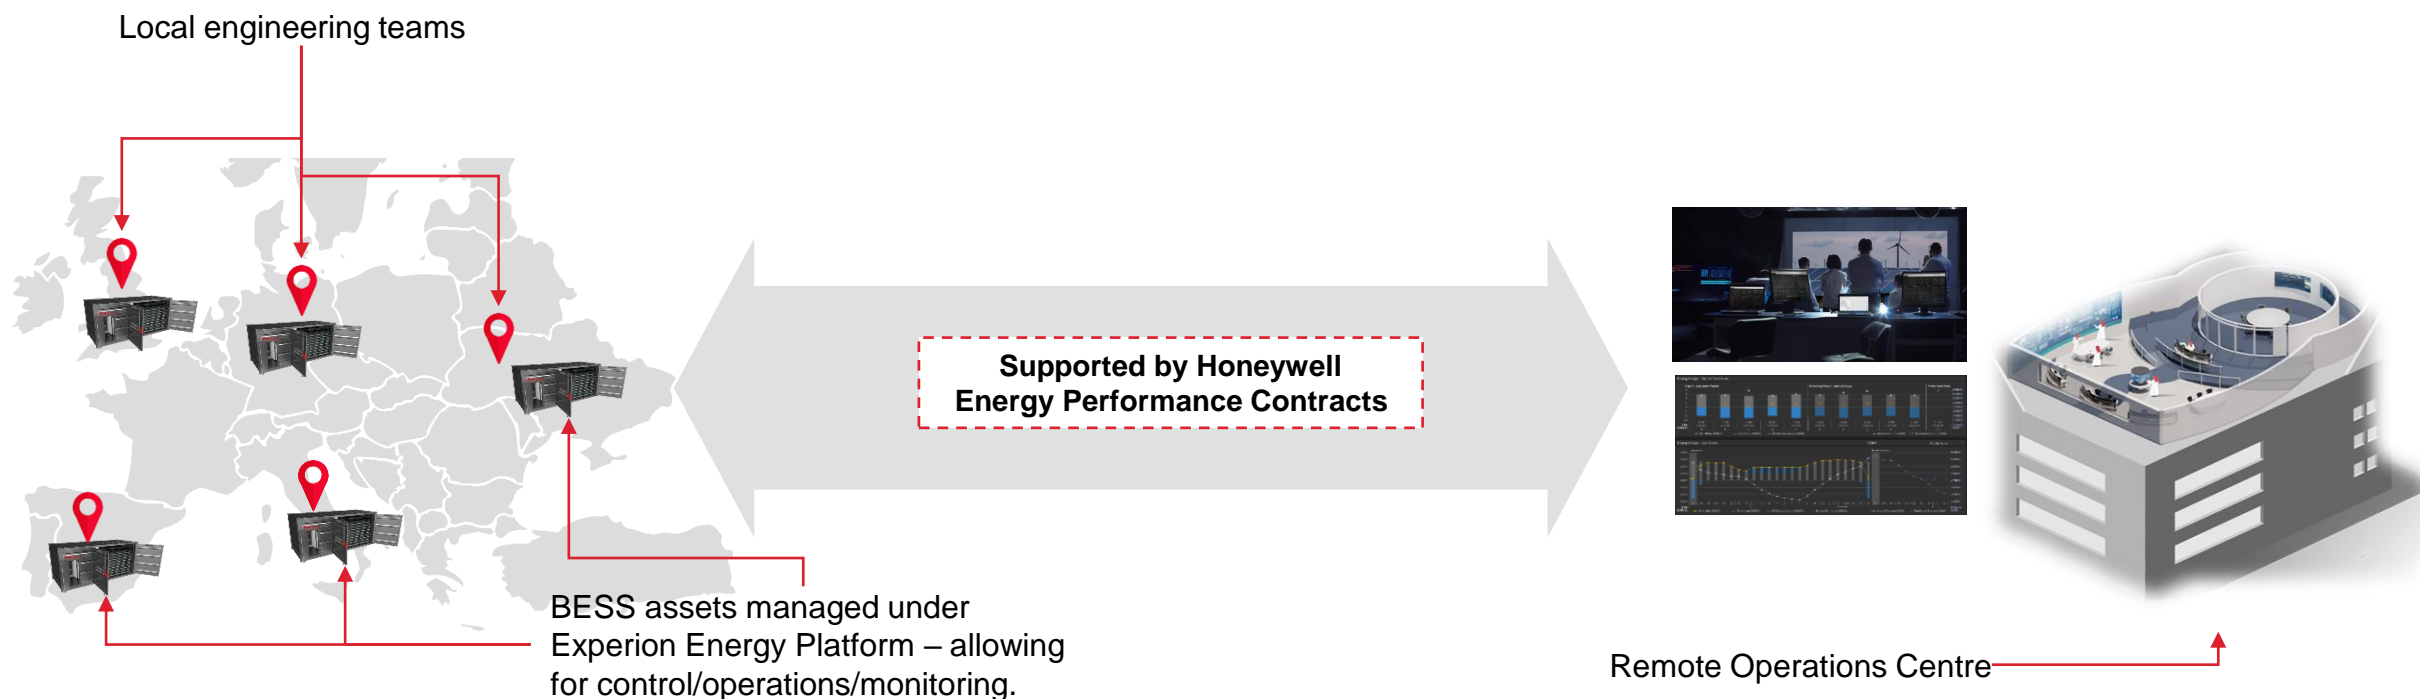 Local engineering teams
Supported by Honeywell
Energy Performance Contracts
BESS assets managed under
Experion Energy Platform – allowing
for control/operations/monitoring.
Remote Operations Centre